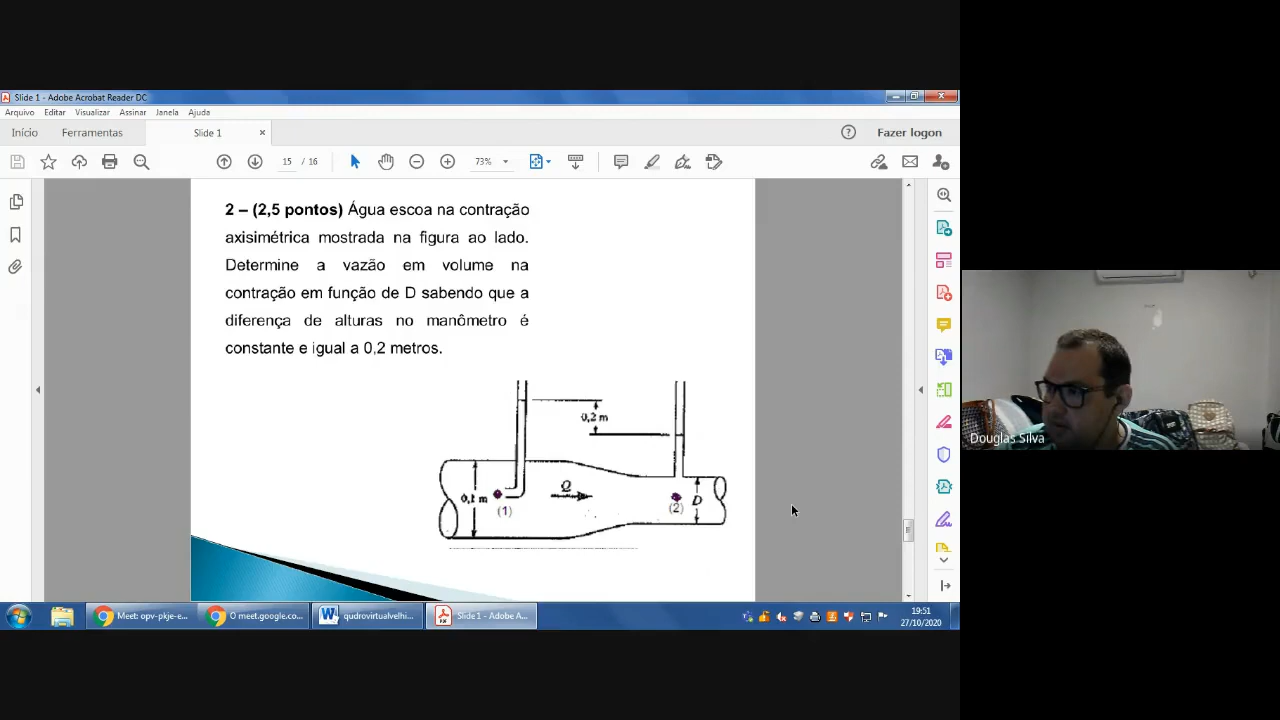 Slide 1 - Adobe Acrobat Reader DC
Arquivo Editar Visualizar Assinar Janela Ajuda
Início Ferramentas Slide 1 × Fazer logon
15 / 16 73%
2 – (2,5 pontos) Água escoa na contração
axisimétrica mostrada na figura ao lado.
Determine a vazão em volume na
contração em função de D sabendo que a
diferença de alturas no manômetro é
constante e igual a 0,2 metros.
0,2 m
0,1 m
Q
D
(1)
(2)
Douglas Silva
Meet: opv-pkje-e... O meet.google.co... qudrovirtualvelhi... Slide 1 - Adobe A...
19:51
27/10/2020